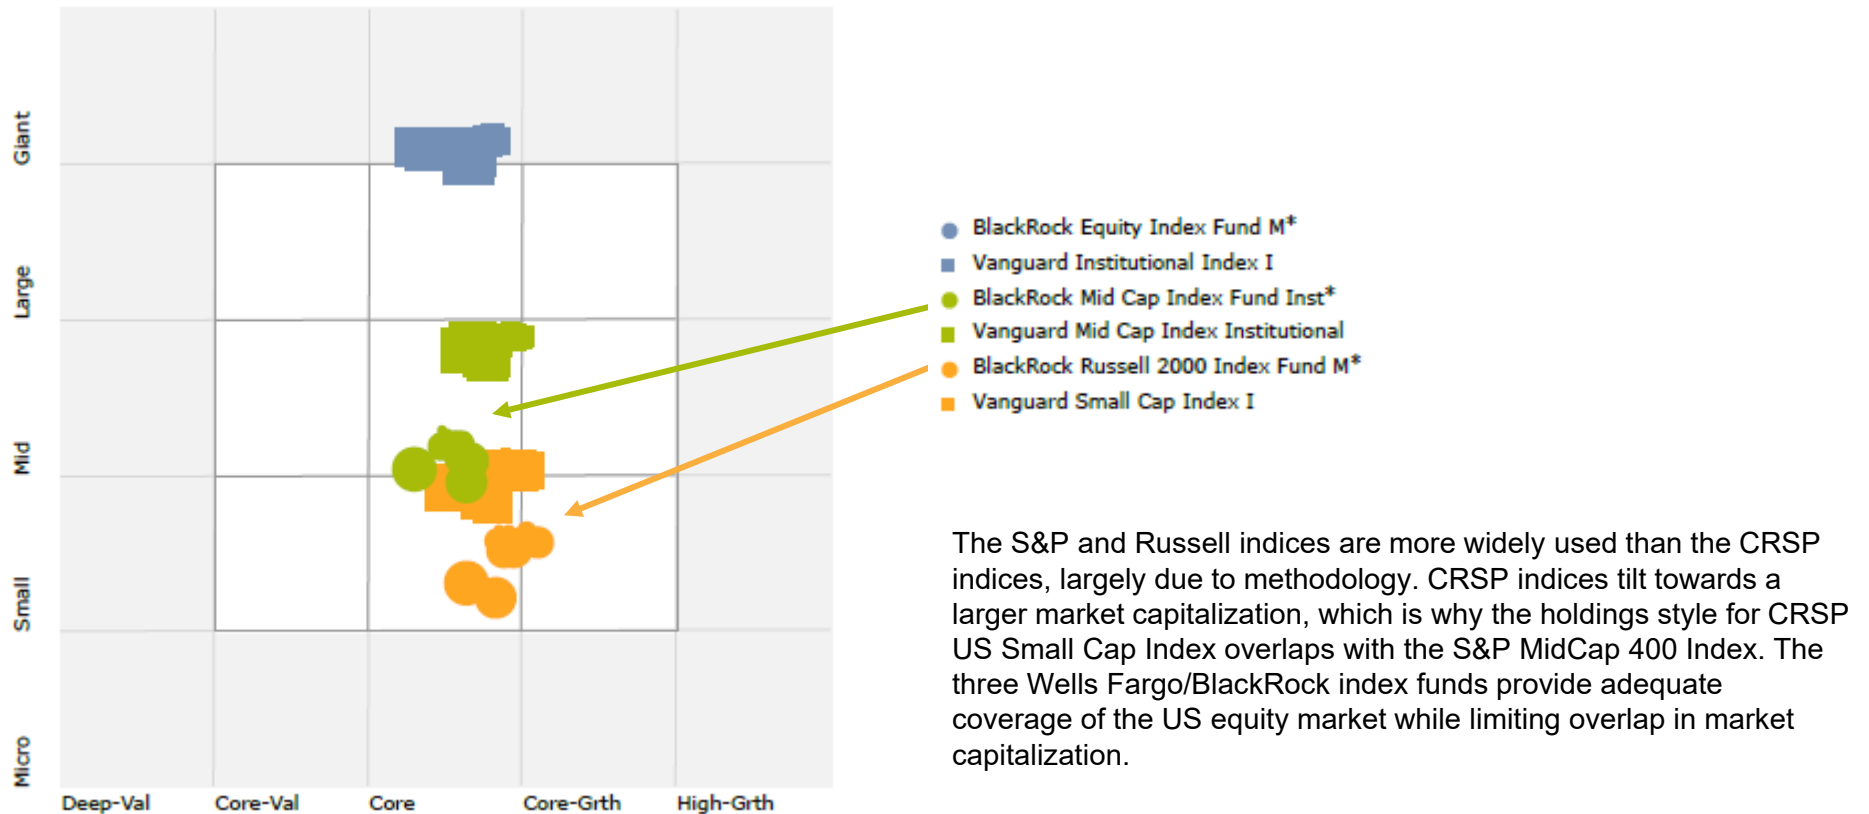 Giant
Large
Mid
Small
Micro
Deep-Val
Core-Val
Core
Core-Grth
High-Grth
BlackRock Equity Index Fund M*
Vanguard Institutional Index I
BlackRock Mid Cap Index Fund Inst*
Vanguard Mid Cap Index Institutional
BlackRock Russell 2000 Index Fund M*
Vanguard Small Cap Index I
The S&P and Russell indices are more widely used than the CRSP
indices, largely due to methodology. CRSP indices tilt towards a
larger market capitalization, which is why the holdings style for CRSP
US Small Cap Index overlaps with the S&P MidCap 400 Index. The
three Wells Fargo/BlackRock index funds provide adequate
coverage of the US equity market while limiting overlap in market
capitalization.